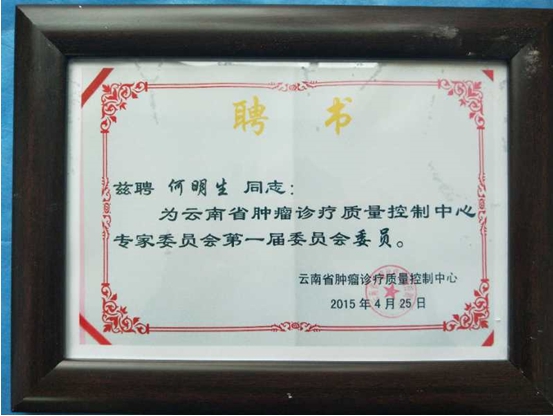 聘 书
兹聘 何明生 同志：
为云南省肿瘤诊疗质量控制中心
专家委员会第一届委员会委员。
云南省肿瘤诊疗质量控制中心
2015年4月25日